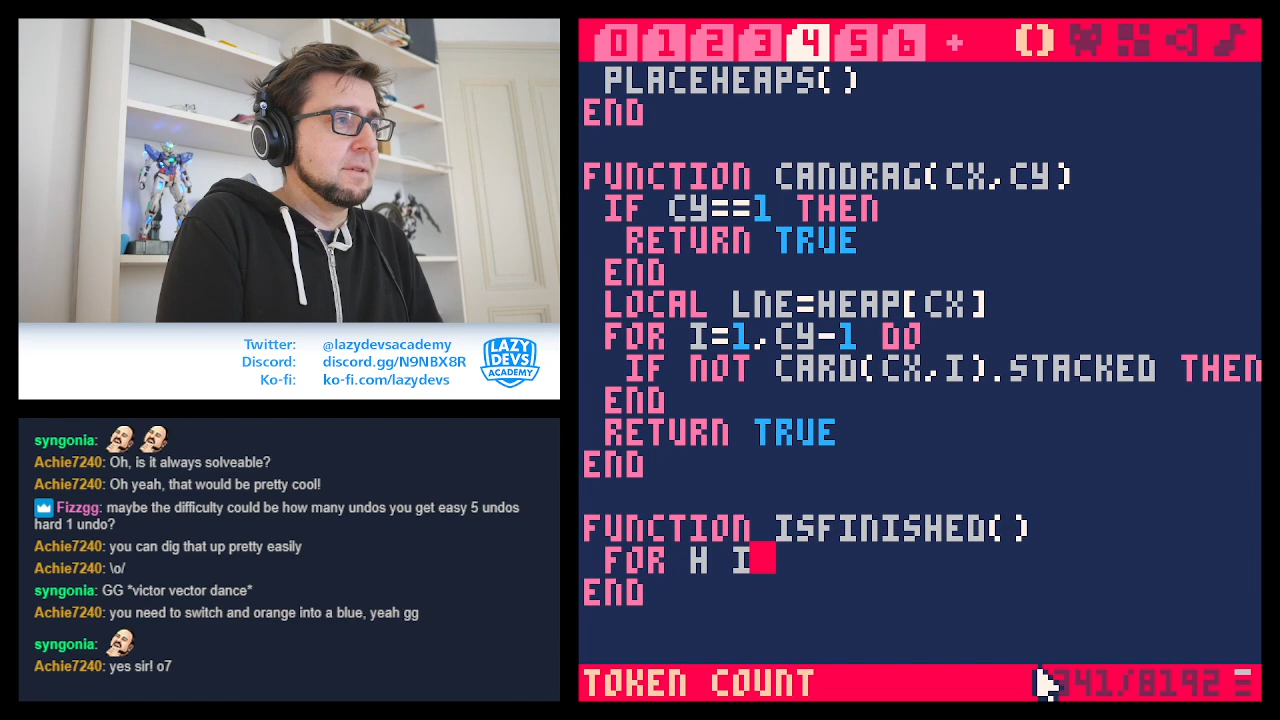 Twitter: @lazydevsacademy
Discord: discord.gg/N9NBX8R
Ko-fi: ko-fi.com/lazydevs
LAZY
DEVS
ACADEMY
syngonia:
Achie7240: Oh, is it always solveable?
Achie7240: Oh yeah, that would be pretty cool!
Fizzgg: maybe the difficulty could be how many undos you get easy 5 undos
hard 1 undo?
Achie7240: you can dig that up pretty easily
Achie7240: \o/
syngonia: GG *victor vector dance*
Achie7240: you need to switch and orange into a blue, yeah gg
syngonia:
Achie7240: yes sir! o7
0 1 2 3 4 5 6 + ()
PLACEHEAPS()
END
FUNCTION CANDRAG(CX,CY)
IF CY==1 THEN
RETURN TRUE
END
LOCAL LNE=HEAP[CX]
FOR I=1,CY-1 DO
IF NOT CARD(CX,I).STACKED THEN
END
RETURN TRUE
END
FUNCTION ISFINISHED()
FOR H I
END
TOKEN COUNT